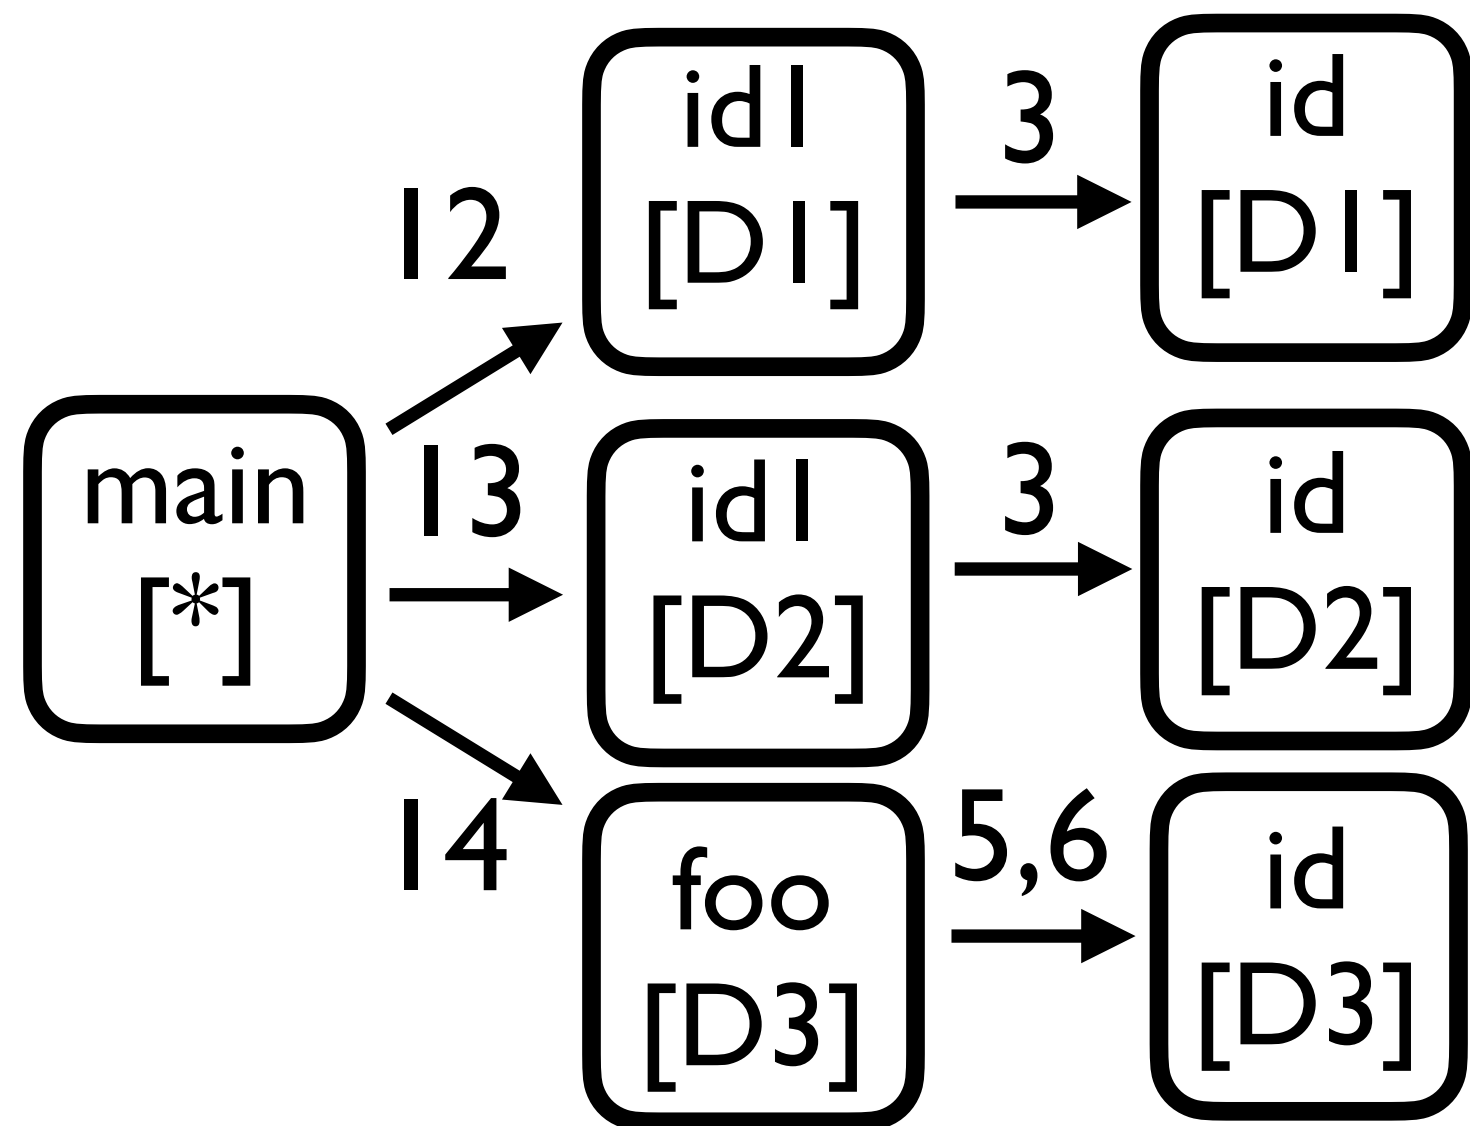 id1
[D1]
3
id
[D1]
12
main
[*]
13
id1
[D2]
3
id
[D2]
14
foo
[D3]
5,6
id
[D3]